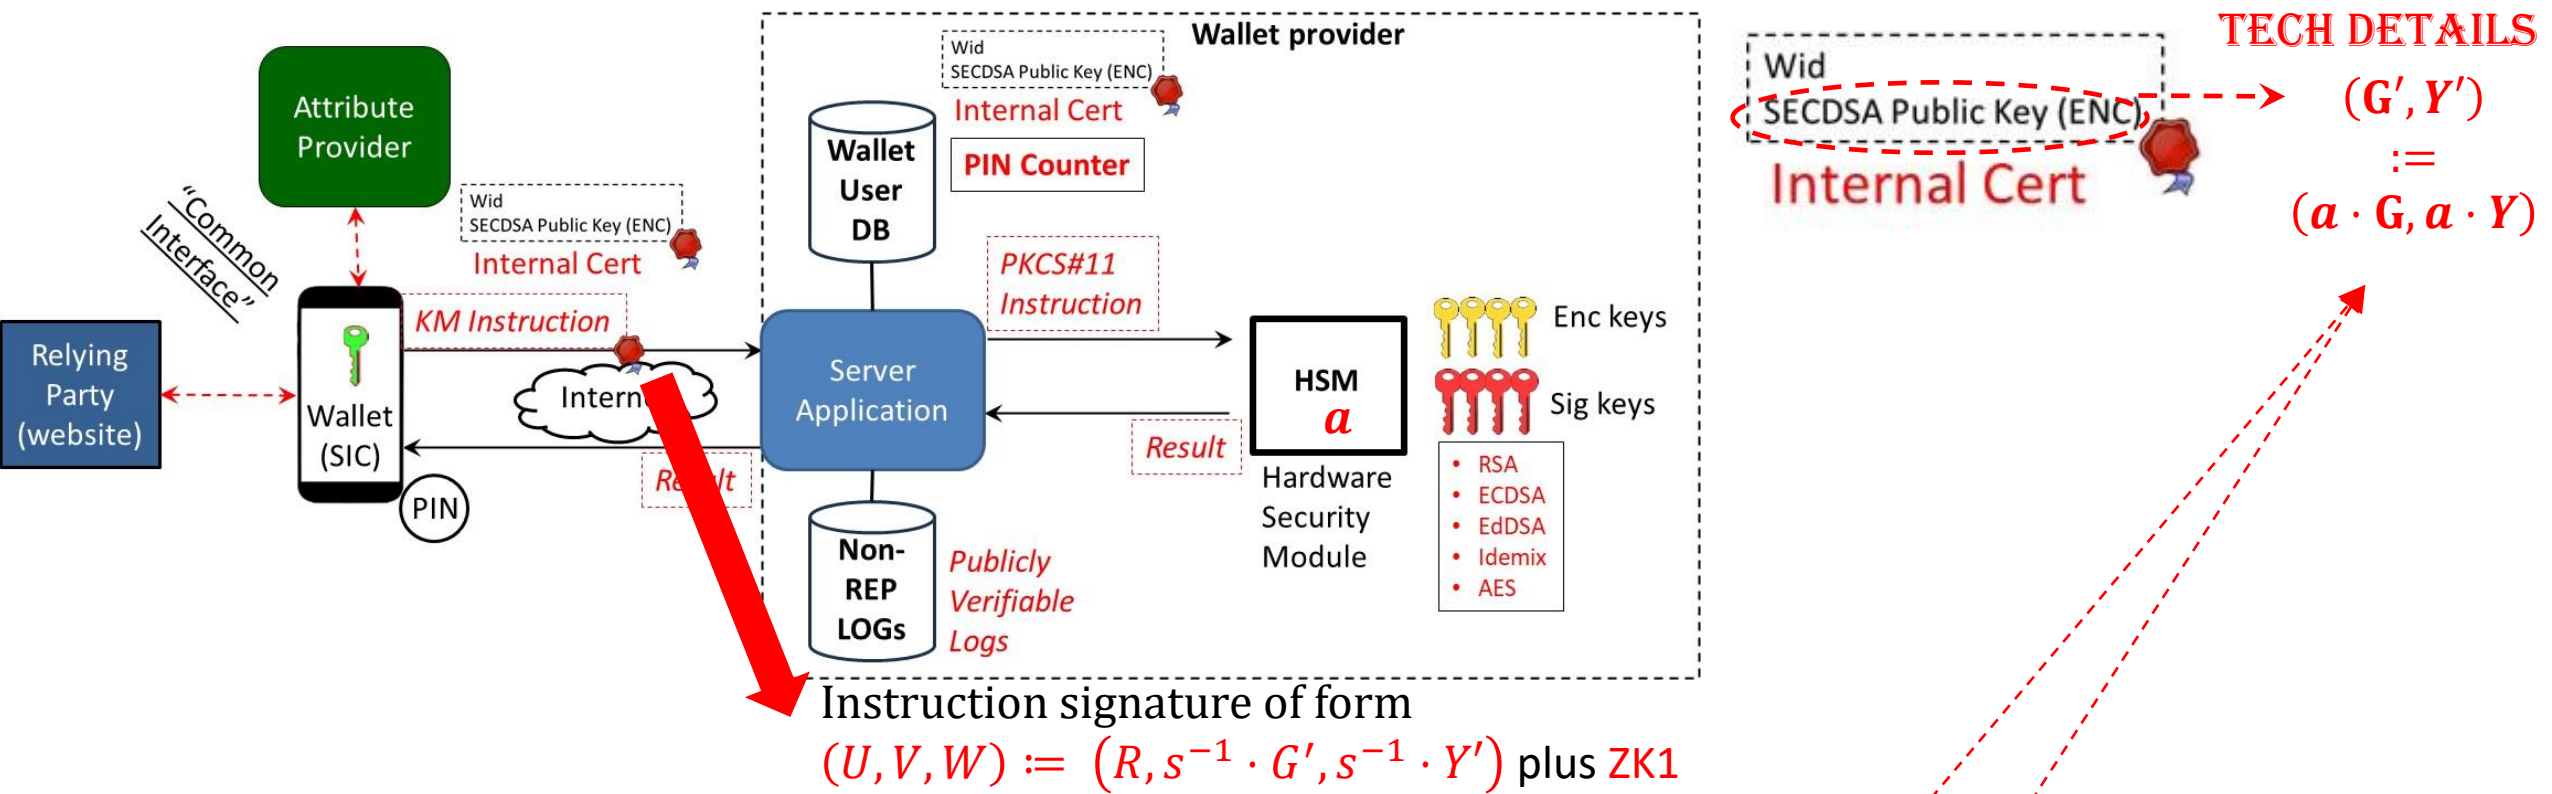 Wallet provider
TECH DETAILS
Attribute
Provider
"Common
Interface"
Wid
SECDSA Public Key (ENC)
Internal Cert
Relying
Party
(website)
Wallet
(SIC)
PIN
KM Instruction
Internet
Result
Wid
SECDSA Public Key (ENC)
Internal Cert
PIN Counter
Wallet
User
DB
Server
Application
Non-
REP
LOGs
Publicly
Verifiable
Logs
PKCS#11
Instruction
Result
HSM
a
Hardware
Security
Module
Enc keys
Sig keys
• RSA
• ECDSA
• EdDSA
• Idemix
• AES
Wid
SECDSA Public Key (ENC)
Internal Cert
(G′, Y′)
:=
(a · G, a · Y)
Instruction signature of form
(U, V, W) ≔ (R, s⁻¹ · G′, s⁻¹ · Y′) plus ZK1